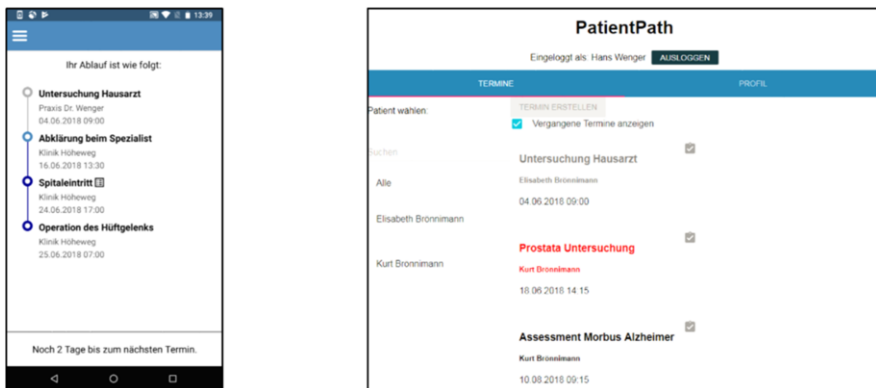 13:39
Ihr Ablauf ist wie folgt:
Untersuchung Hausarzt
Praxis Dr. Wenger
04.06.2018 09:00
Abklärung beim Spezialist
Klinik Höheweg
16.06.2018 13:30
Spitaleintritt
Klinik Höheweg
24.06.2018 17:00
Operation des Hüftgelenks
Klinik Höheweg
25.06.2018 07:00
Noch 2 Tage bis zum nächsten Termin.
PatientPath
Eingeloggt als: Hans Wenger AUSLOGGEN
TERMINE PROFIL
Patient wählen:
TERMIN ERSTELLEN
Vergangene Termine anzeigen
Suchen
Alle
Elisabeth Bronnimann
Kurt Bronnimann
Untersuchung Hausarzt
Elisabeth Brönnimann
04.06.2018 09:00
Prostata Untersuchung
Kurt Brönnimann
18.06.2018 14:15
Assessment Morbus Alzheimer
Kurt Brönnimann
10.08.2018 09:15